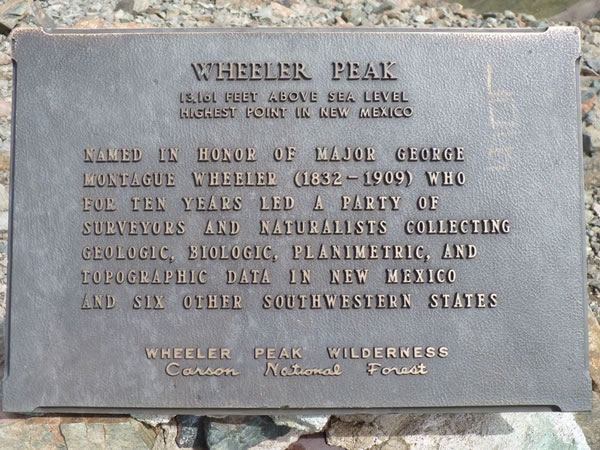 WHEELER PEAK
13,161 FEET ABOVE SEA LEVEL
HIGHEST POINT IN NEW MEXICO
NAMED IN HONOR OF MAJOR GEORGE
MONTAGUE WHEELER (1832-1909) WHO
FOR TEN YEARS LED A PARTY OF
SURVEYORS AND NATURALISTS COLLECTING
GEOLOGIC, BIOLOGIC, PLANIMETRIC, AND
TOPOGRAPHIC DATA IN NEW MEXICO
AND SIX OTHER SOUTHWESTERN STATES
WHEELER PEAK WILDERNESS
Carson National Forest